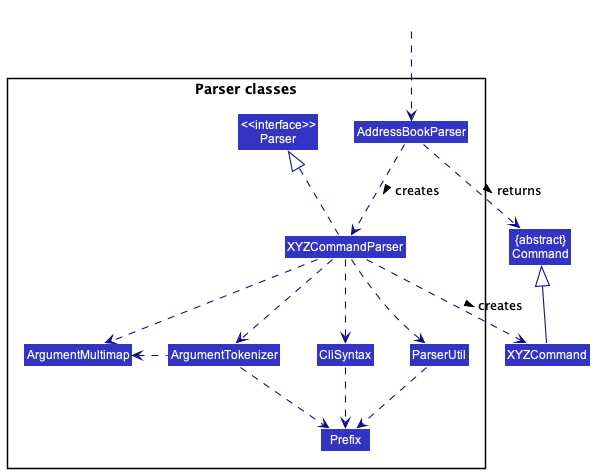 Parser classes
<<interface>>
Parser
AddressBookParser
creates
returns
XYZCommandParser
{abstract}
Command
creates
ArgumentMultimap
ArgumentTokenizer
CliSyntax
ParserUtil
XYZCommand
Prefix